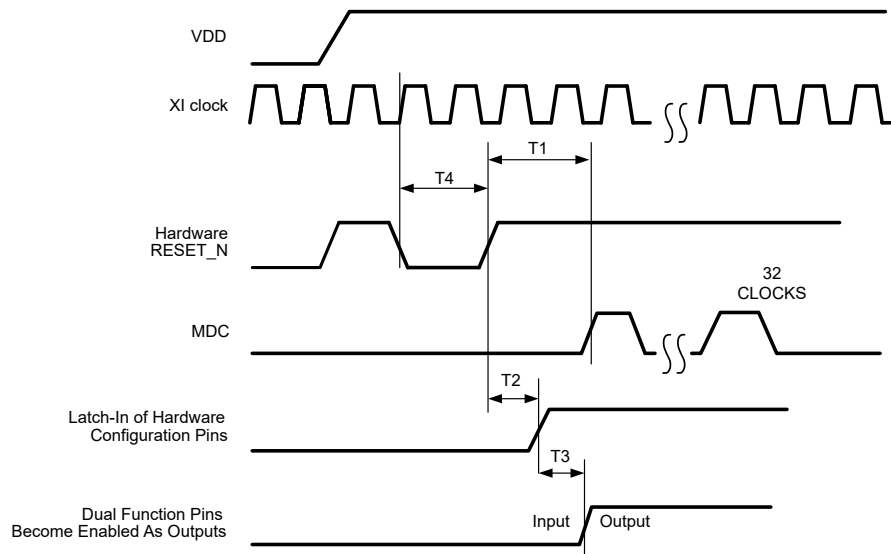 VDD
XI clock
T1
T4
Hardware
RESET_N
32
CLOCKS
MDC
T2
Latch-In of Hardware
Configuration Pins
T3
Dual Function Pins
Become Enabled As Outputs
Input
Output